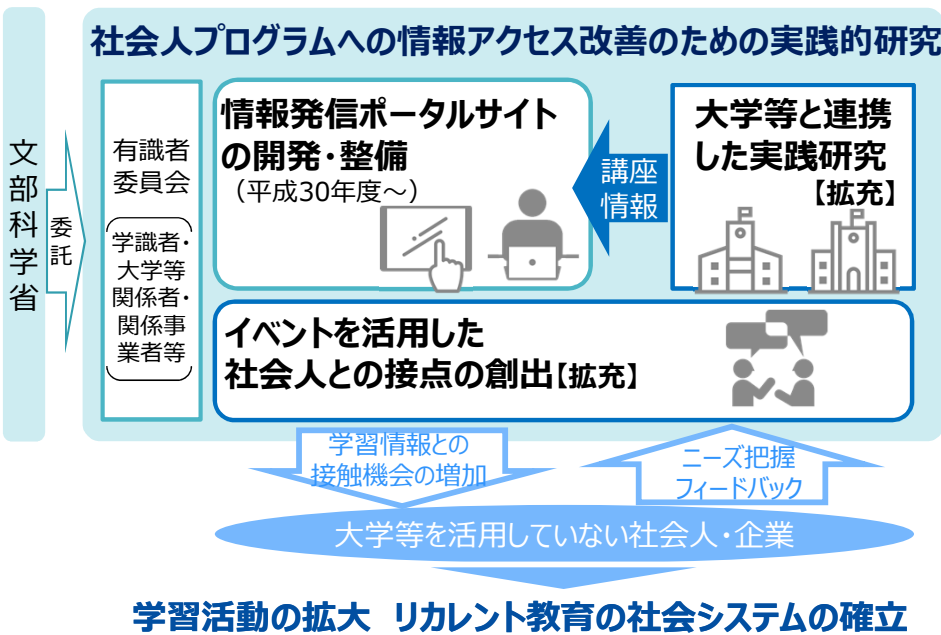 社会人プログラムへの情報アクセス改善のための実践的研究
文部科学省
委託
有識者
委員会
学識者・
大学等
関係者・
関係事
業者等
情報発信ポータルサイト
の開発・整備
（平成30年度～）
講座
情報
大学等と連携
した実践研究
【拡充】
イベントを活用した
社会人との接点の創出【拡充】
学習情報との
接触機会の増加
ニーズ把握
フィードバック
大学等を活用していない社会人・企業
学習活動の拡大 リカレント教育の社会システムの確立